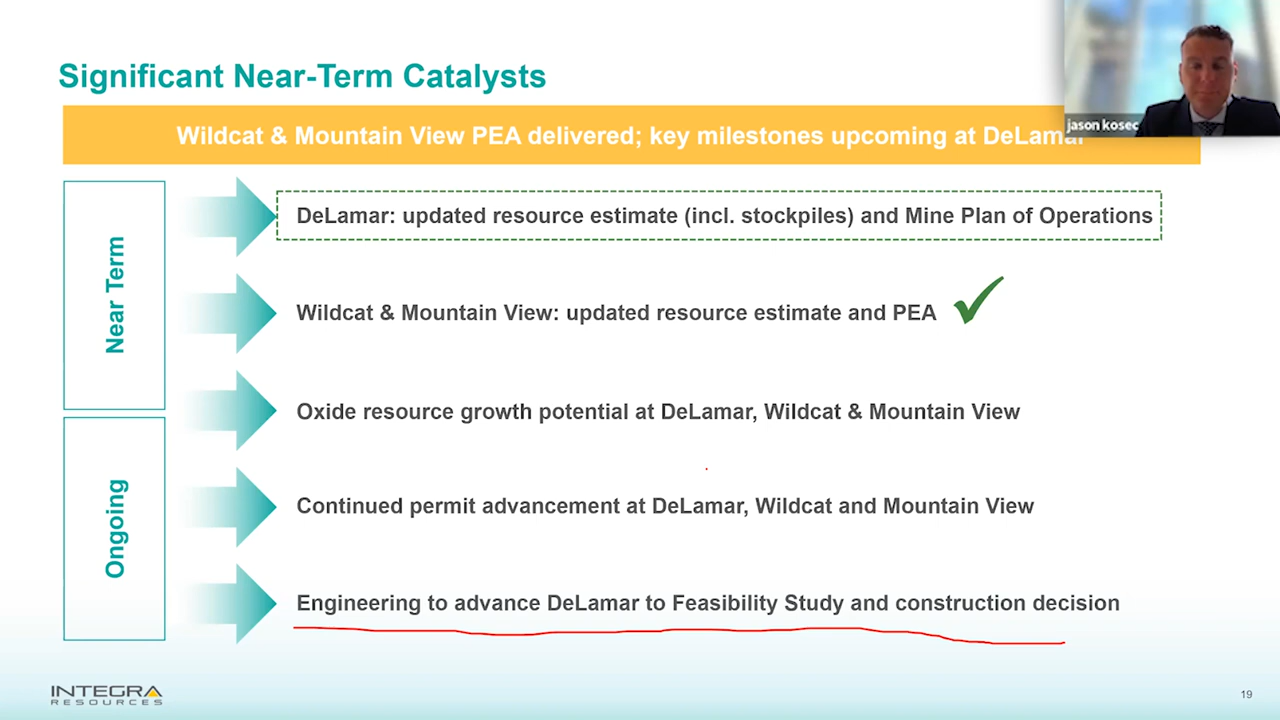 Significant Near-Term Catalysts
jason kosec
Wildcat & Mountain View PEA delivered; key milestones upcoming at DeLamar
Near Term
DeLamar: updated resource estimate (incl. stockpiles) and Mine Plan of Operations
Wildcat & Mountain View: updated resource estimate and PEA
Oxide resource growth potential at DeLamar, Wildcat & Mountain View
Ongoing
Continued permit advancement at DeLamar, Wildcat and Mountain View
Engineering to advance DeLamar to Feasibility Study and construction decision
INTEGRA
RESOURCES
19